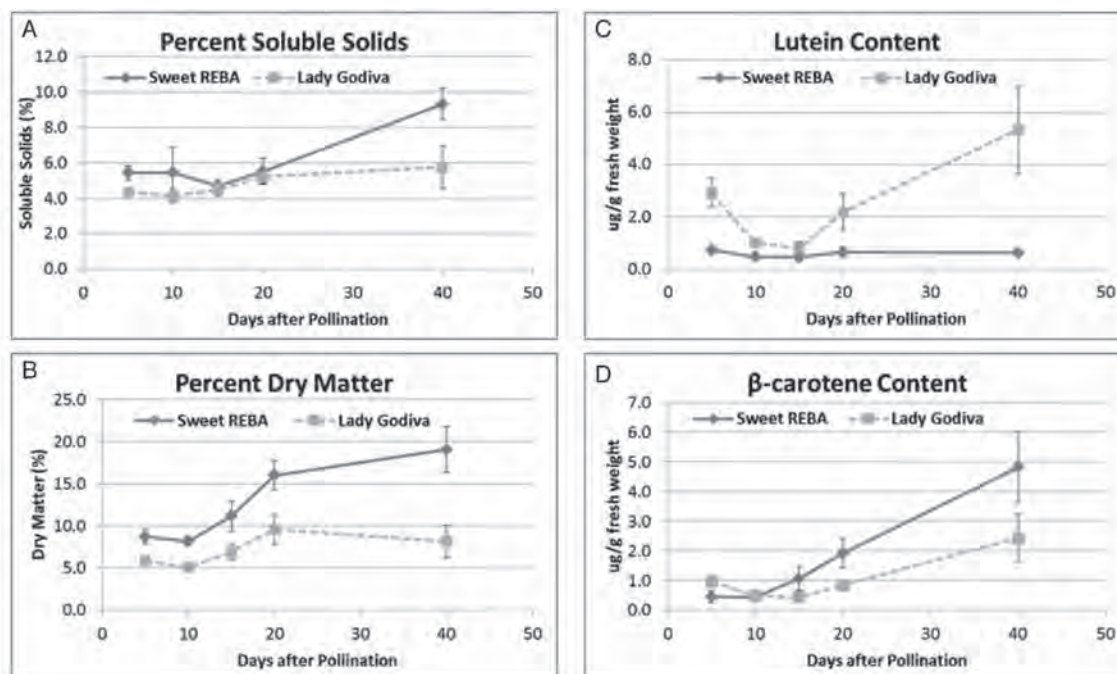 A
Percent Soluble Solids
Sweet REBA Lady Godiva
Soluble Solids (%)
12.0
10.0
8.0
6.0
4.0
2.0
0.0
0 10 20 30 40 50
Days after Pollination
B
Percent Dry Matter
Sweet REBA Lady Godiva
Dry Matter (%)
25.0
20.0
15.0
10.0
5.0
0.0
0 10 20 30 40 50
Days after Pollination
C
Lutein Content
Sweet REBA Lady Godiva
ug/g fresh weight
8.0
6.0
4.0
2.0
0.0
0 10 20 30 40 50
Days after Pollination
D
β-carotene Content
Sweet REBA Lady Godiva
ug/g fresh weight
7.0
6.0
5.0
4.0
3.0
2.0
1.0
0.0
0 10 20 30 40 50
Days after Pollination